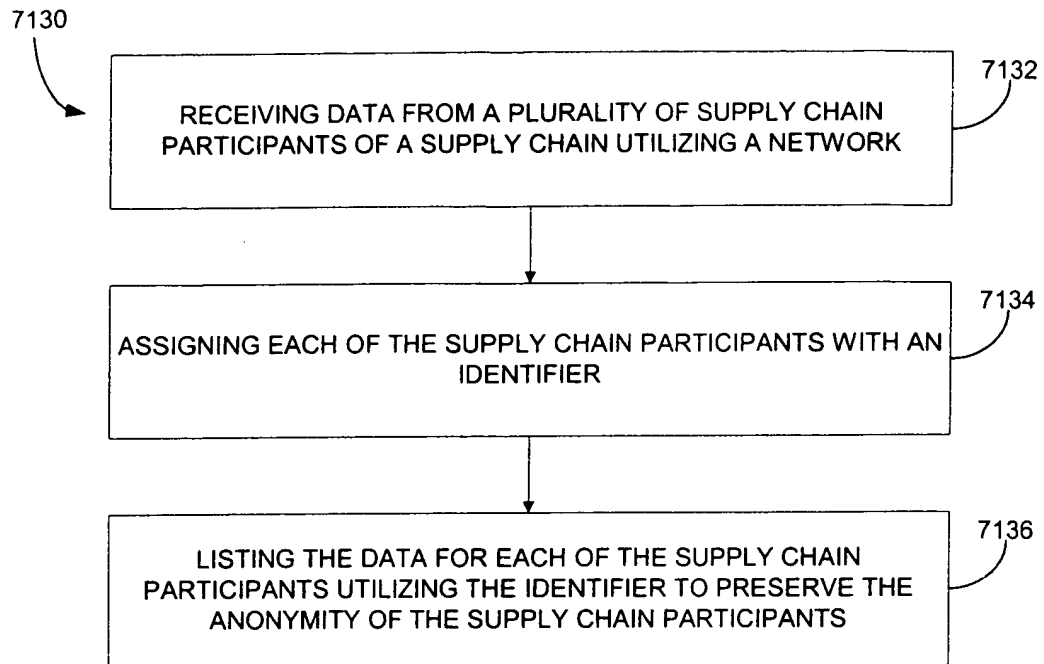 7130
7132
RECEIVING DATA FROM A PLURALITY OF SUPPLY CHAIN
PARTICIPANTS OF A SUPPLY CHAIN UTILIZING A NETWORK
7134
ASSIGNING EACH OF THE SUPPLY CHAIN PARTICIPANTS WITH AN
IDENTIFIER
7136
LISTING THE DATA FOR EACH OF THE SUPPLY CHAIN
PARTICIPANTS UTILIZING THE IDENTIFIER TO PRESERVE THE
ANONYMITY OF THE SUPPLY CHAIN PARTICIPANTS